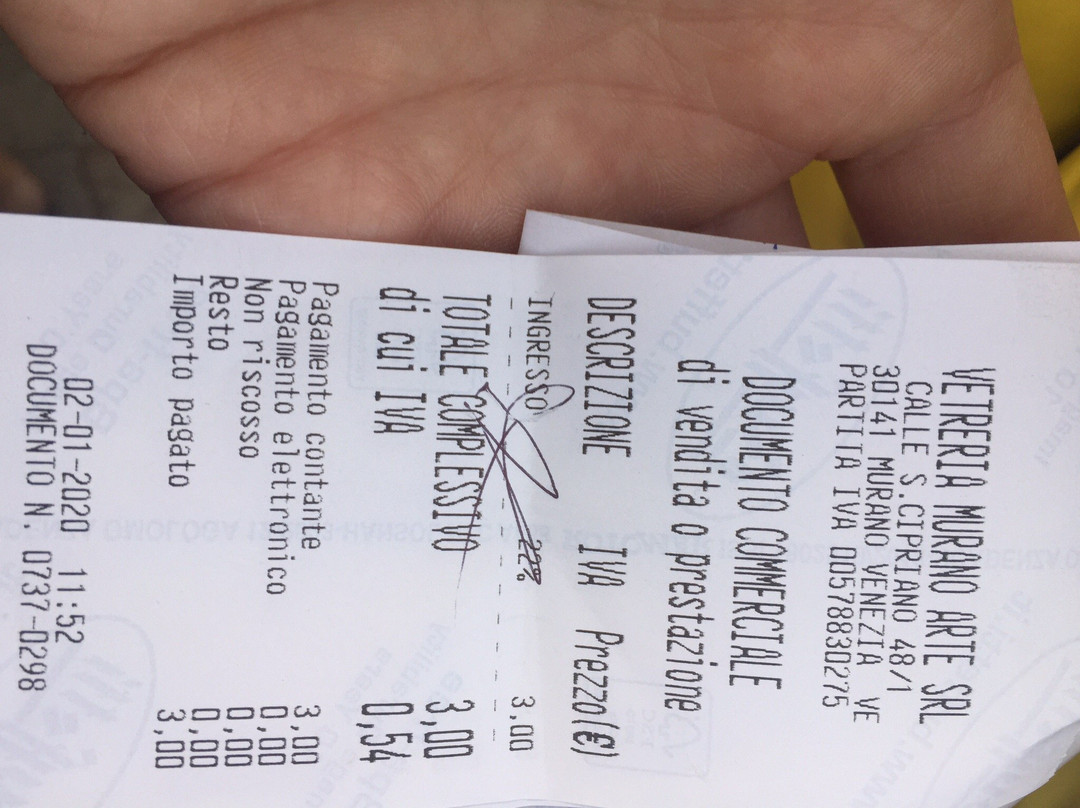 VETRERIA MURANO ARTE SRL
CALLE S.CIPRIANO 48/1
30141 MURANO VENEZIA VE
PARTITA IVA 00578830275
DOCUMENTO COMMERCIALE
di vendita o prestazione
DESCRIZIONE IVA Prezzo(€)
INGRESSO 22% 3,00
TOTALE COMPLESSIVO 3,00
di cui IVA 0,54
Pagamento contante 3,00
Pagamento elettronico 0,00
Non riscosso 0,00
Resto 0,00
Importo pagato 3,00
02-01-2020 11:52
DOCUMENTO N 0737-0298